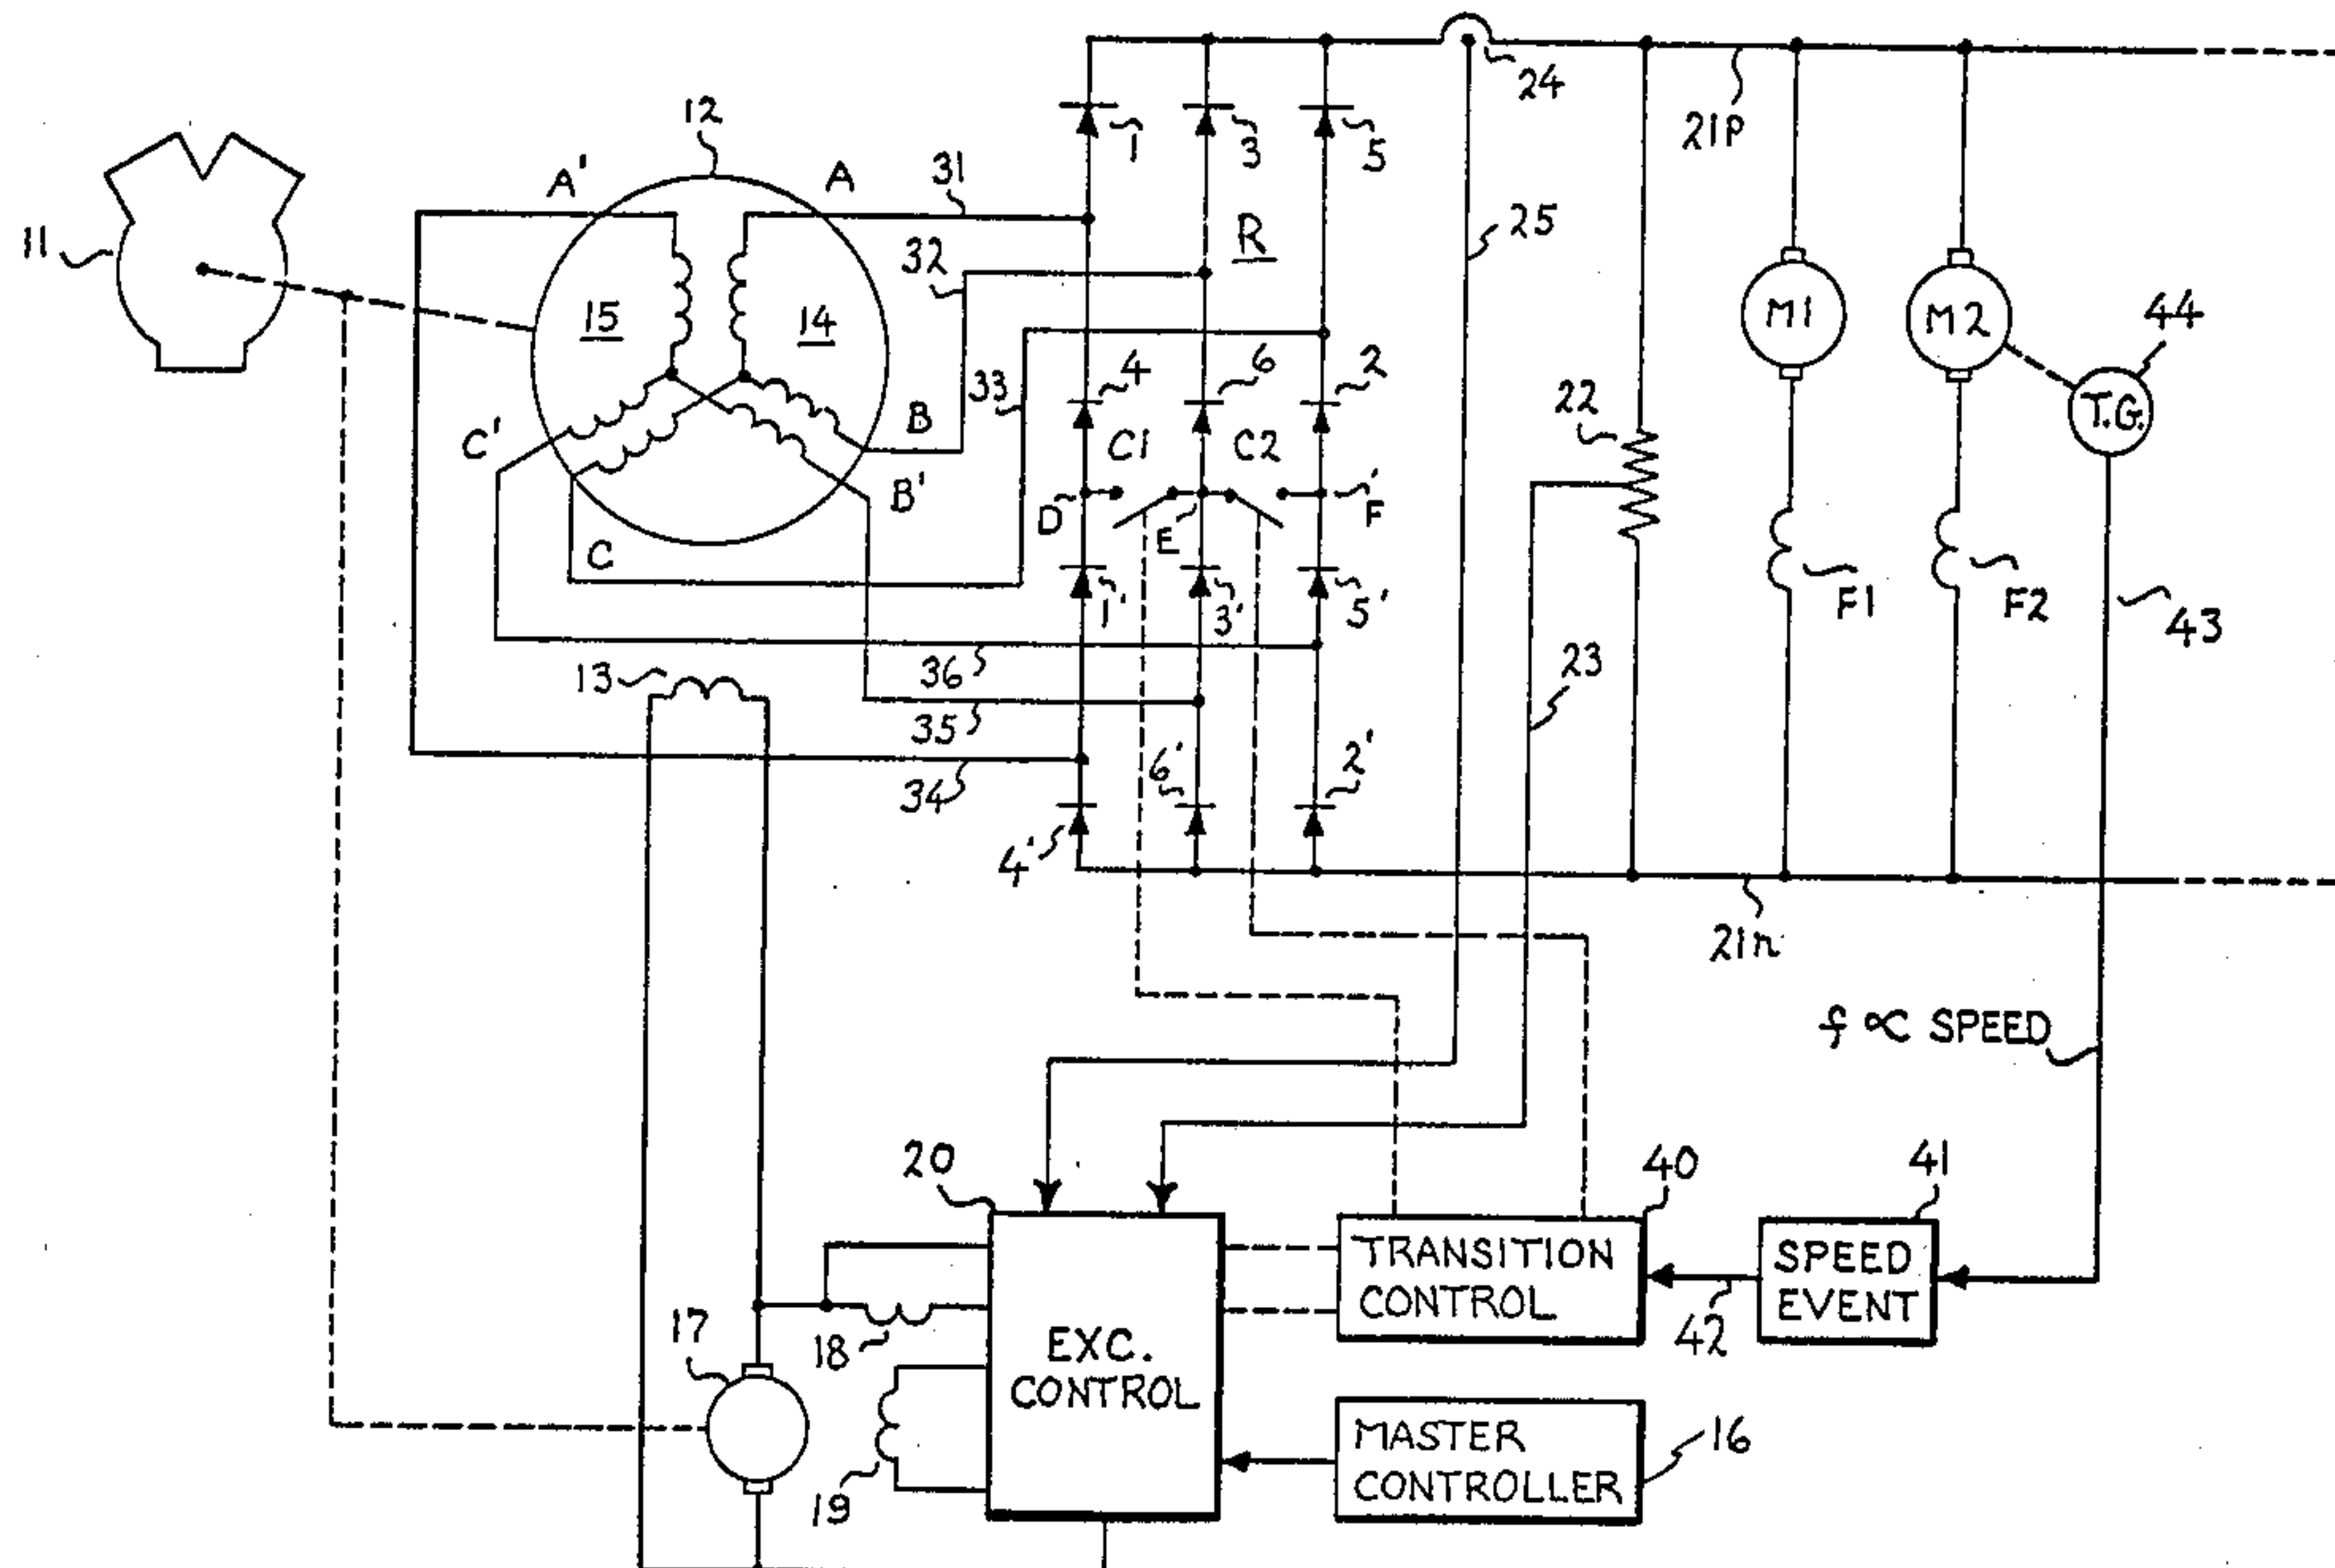 24
12
1
3
5
21p
A'
A
31
11
32
R
25
15
14
M1
M2
44
T.G.
33
4
6
2
22
C'
B
C1
C2
B'
D
E
F
C
1'
3'
5'
F1
F2
43
13
36
23
35
34
6'
2'
4'
21n
f ∝ SPEED
20
40
41
TRANSITION
CONTROL
SPEED
EVENT
42
17
18
EXC.
CONTROL
19
MASTER
CONTROLLER
16